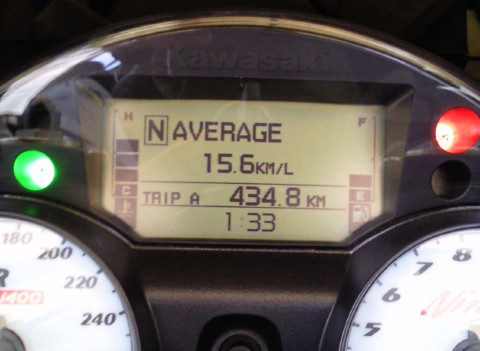 Kawasaki
H F
N AVERAGE
15.6KM/L
C E
TRIP A 434.8 KM
1:33
180
200
220
240
R
1400
5
6
7
8
Nin